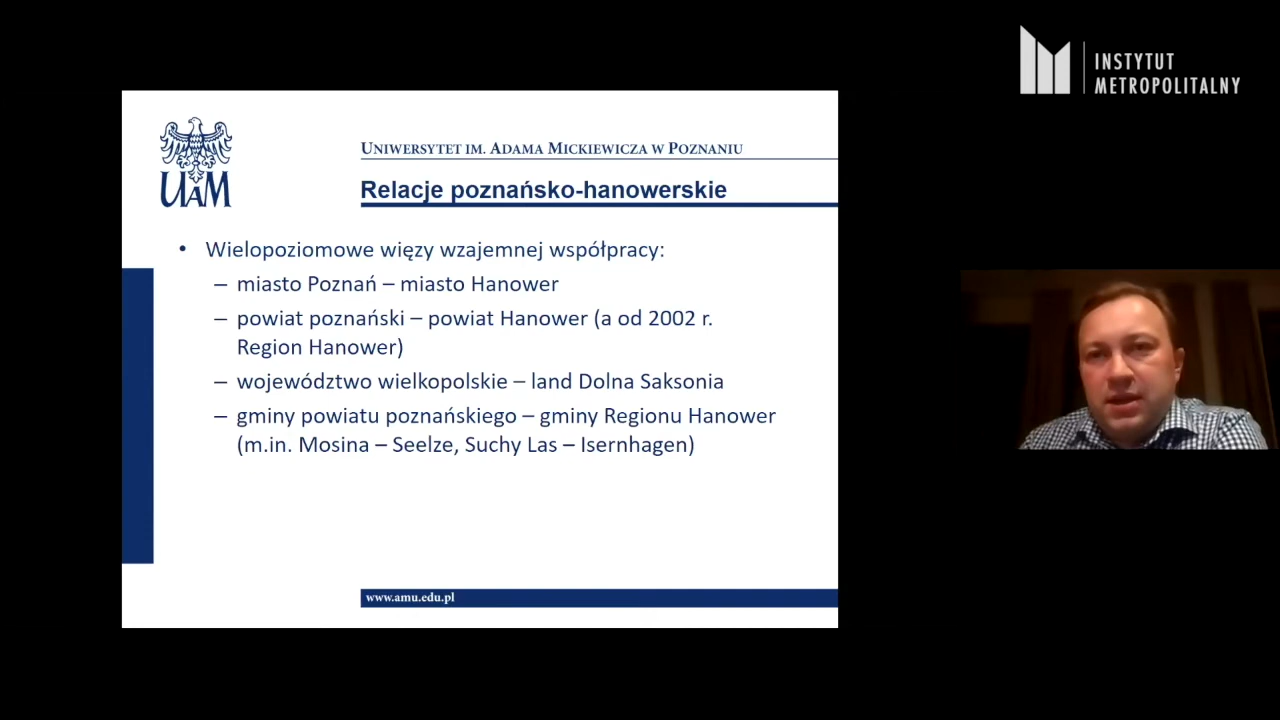 INSTYTUT
METROPOLITALNY
UAM
UNIWERSYTET IM. ADAMA MICKIEWICZA W POZNANIU
Relacje poznańsko-hanowerskie
• Wielopoziomowe więzy wzajemnej współpracy:
– miasto Poznań – miasto Hanower
– powiat poznański – powiat Hanower (a od 2002 r.
Region Hanower)
– województwo wielkopolskie – land Dolna Saksonia
– gminy powiatu poznańskiego – gminy Regionu Hanower
(m.in. Mosina – Seelze, Suchy Las – Isernhagen)
www.amu.edu.pl